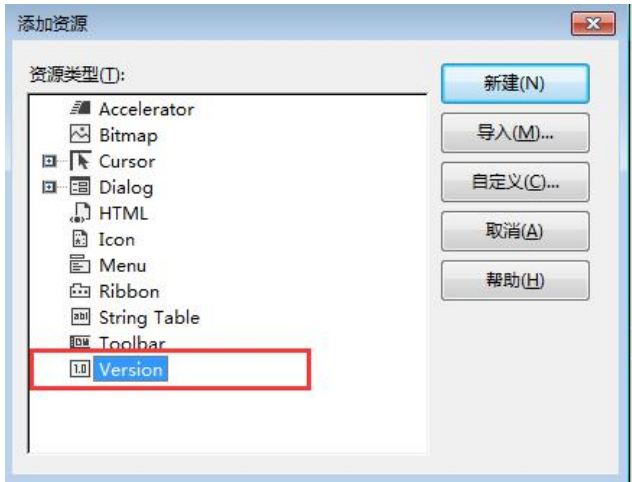 添加资源
资源类型(T):
Accelerator
Bitmap
Cursor
Dialog
HTML
Icon
Menu
Ribbon
String Table
Toolbar
Version
新建(N)
导入(M)...
自定义(C)...
取消(A)
帮助(H)